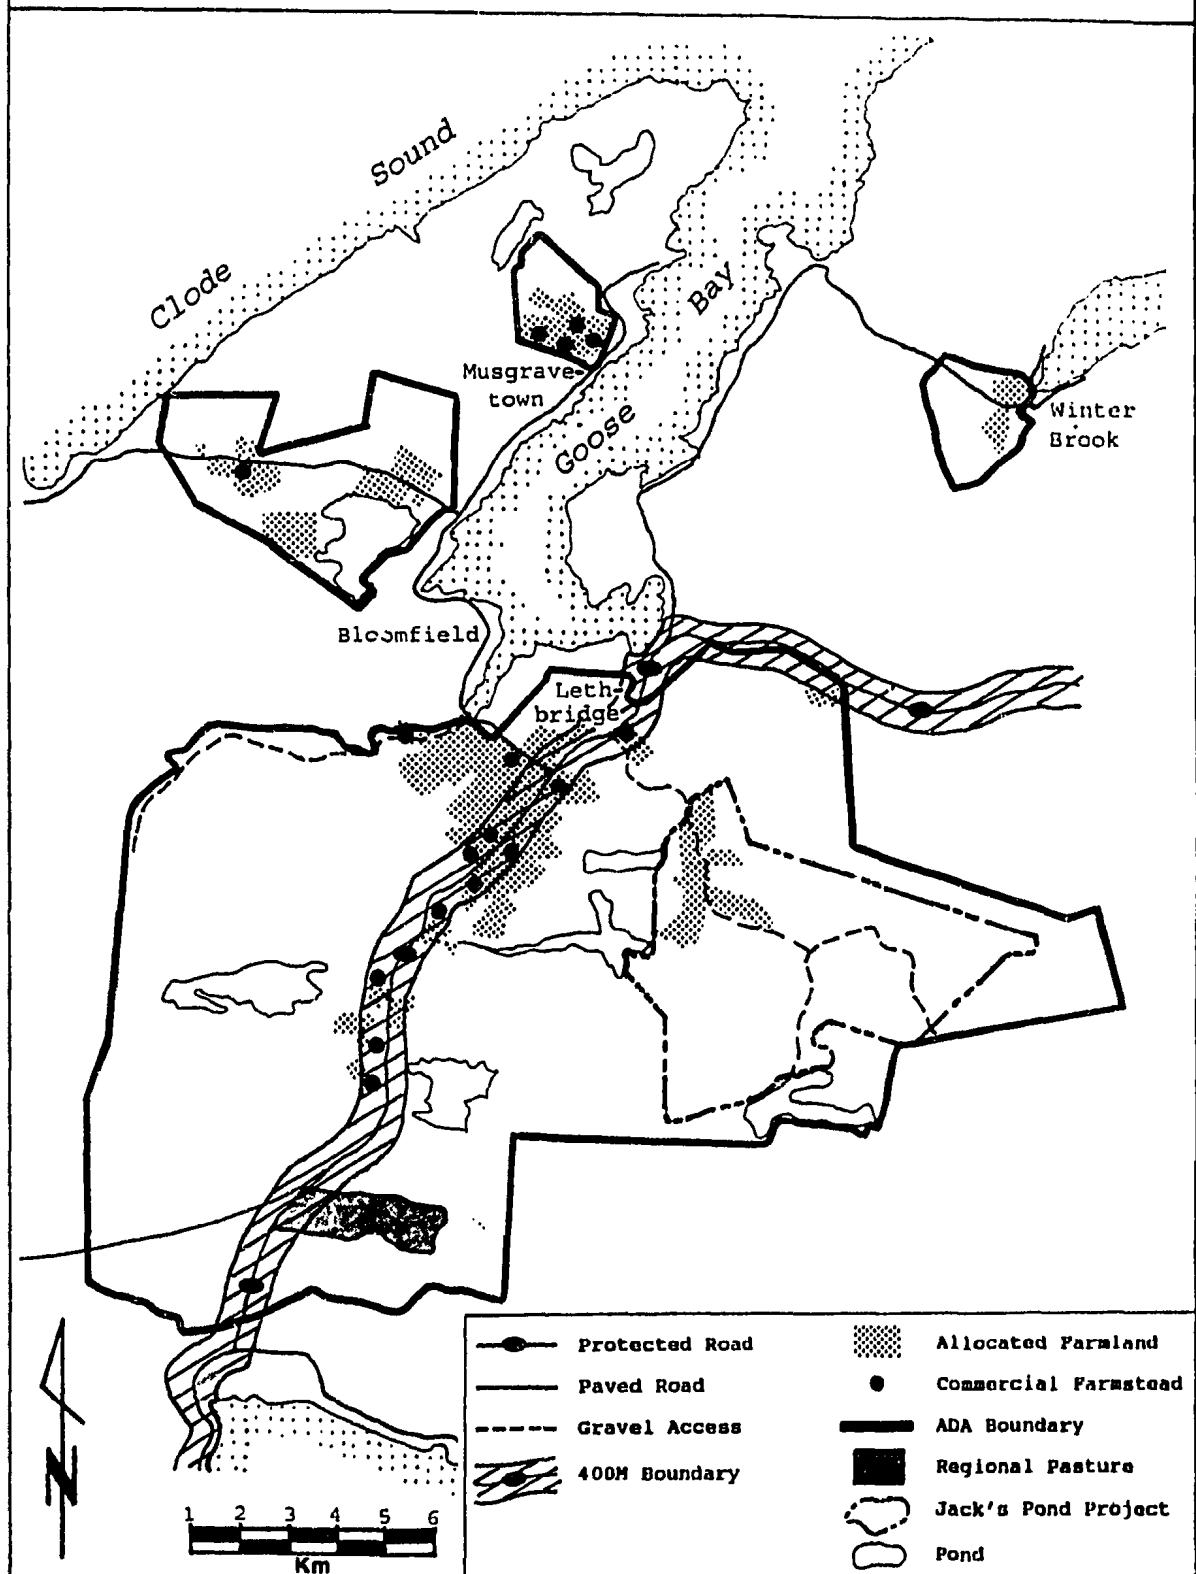 Clode
Sound
Musgrave-
town
Goose
Bay
Winter
Brook
Bloomfield
Leth-
bridge
N
1 2 3 4 5 6
Km
Protected Road
Paved Road
Gravel Access
400M Boundary
Allocated Farmland
Commercial Farmstead
ADA Boundary
Regional Pasture
Jack's Pond Project
Pond